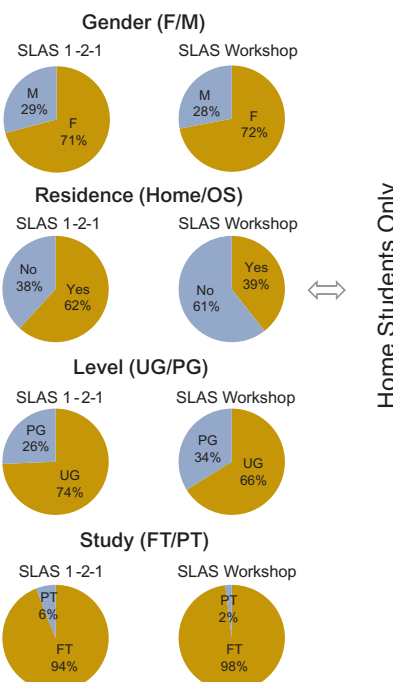 Gender (F/M)
SLAS 1-2-1
SLAS Workshop
M
29%
F
71%
M
28%
F
72%
Residence (Home/OS)
SLAS 1-2-1
SLAS Workshop
No
38%
Yes
62%
No
61%
Yes
39%
Home Students Only
Level (UG/PG)
SLAS 1-2-1
SLAS Workshop
PG
26%
UG
74%
PG
34%
UG
66%
Study (FT/PT)
SLAS 1-2-1
SLAS Workshop
PT
6%
FT
94%
PT
2%
FT
98%